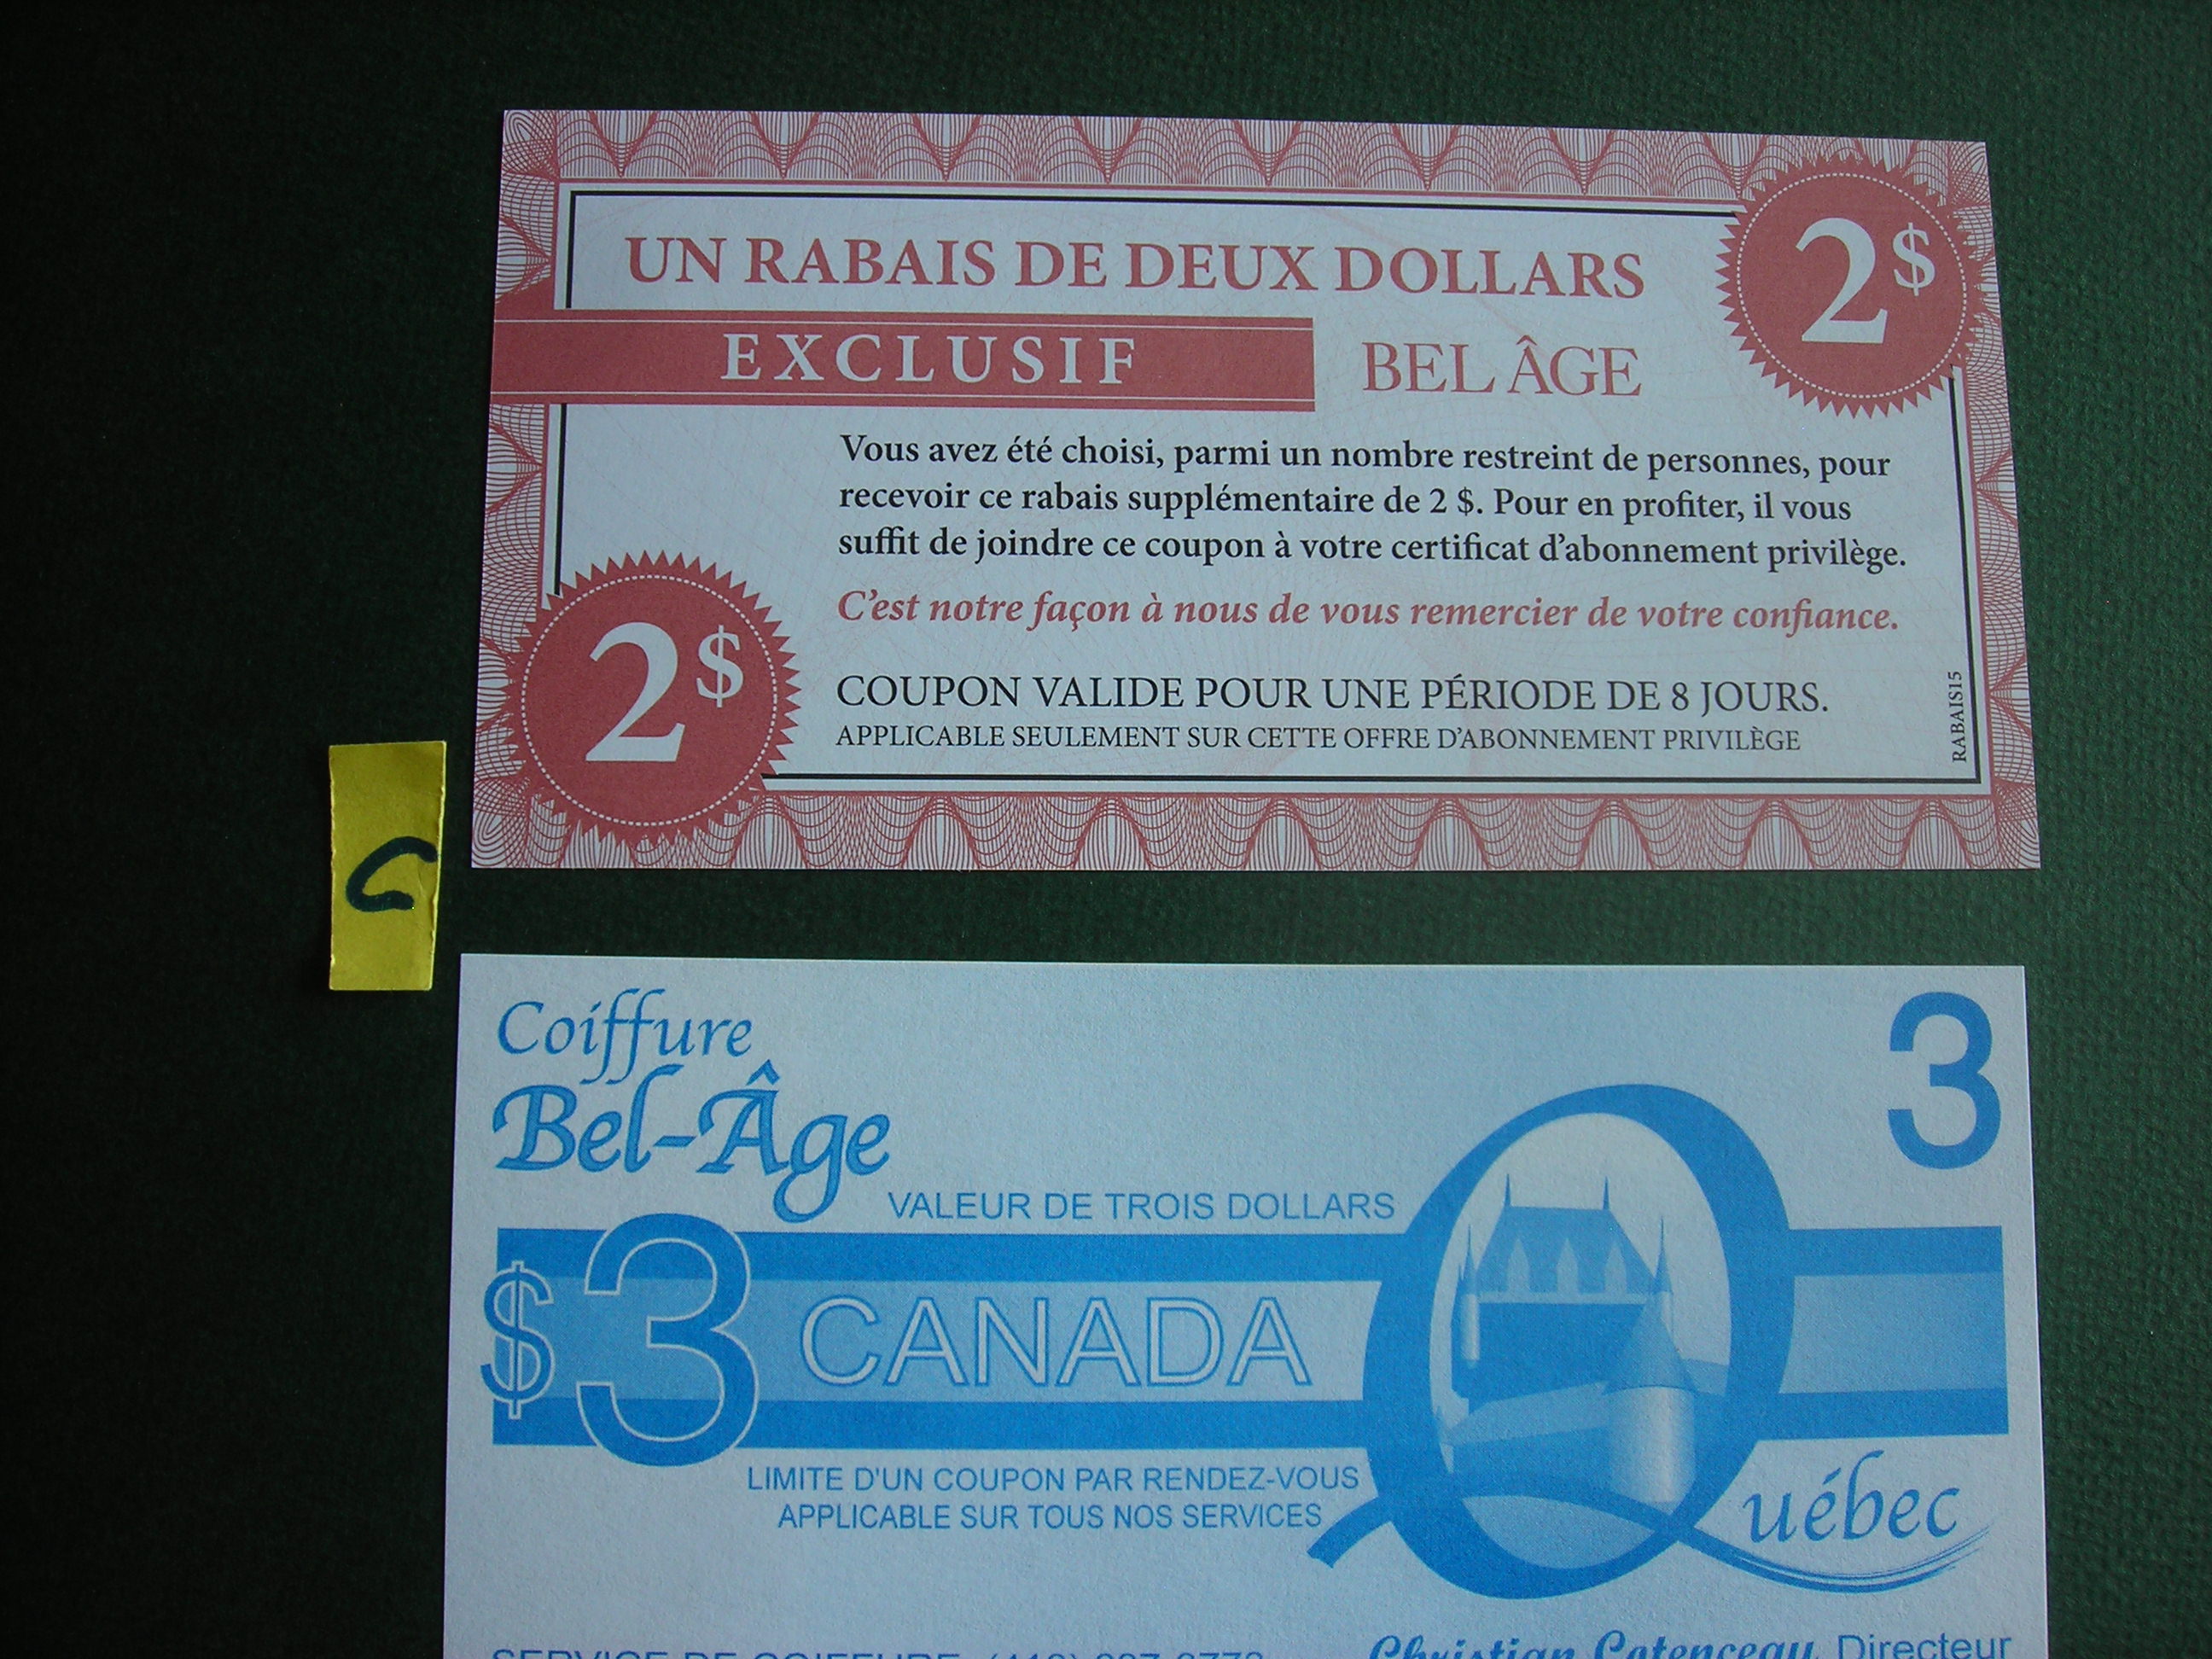 UN RABAIS DE DEUX DOLLARS
2$
EXCLUSIF BEL ÂGE
Vous avez été choisi, parmi un nombre restreint de personnes, pour
recevoir ce rabais supplémentaire de 2 $. Pour en profiter, il vous
suffit de joindre ce coupon à votre certificat d'abonnement privilège.
C'est notre façon à nous de vous remercier de votre confiance.
2$
COUPON VALIDE POUR UNE PÉRIODE DE 8 JOURS.
APPLICABLE SEULEMENT SUR CETTE OFFRE D'ABONNEMENT PRIVILÈGE
RABAIS15
C
Coiffure
Bel-Âge
3
VALEUR DE TROIS DOLLARS
$3 CANADA
LIMITE D'UN COUPON PAR RENDEZ-VOUS
APPLICABLE SUR TOUS NOS SERVICES
Québec
SERVICE DE COIFFURE
Christian Directeur